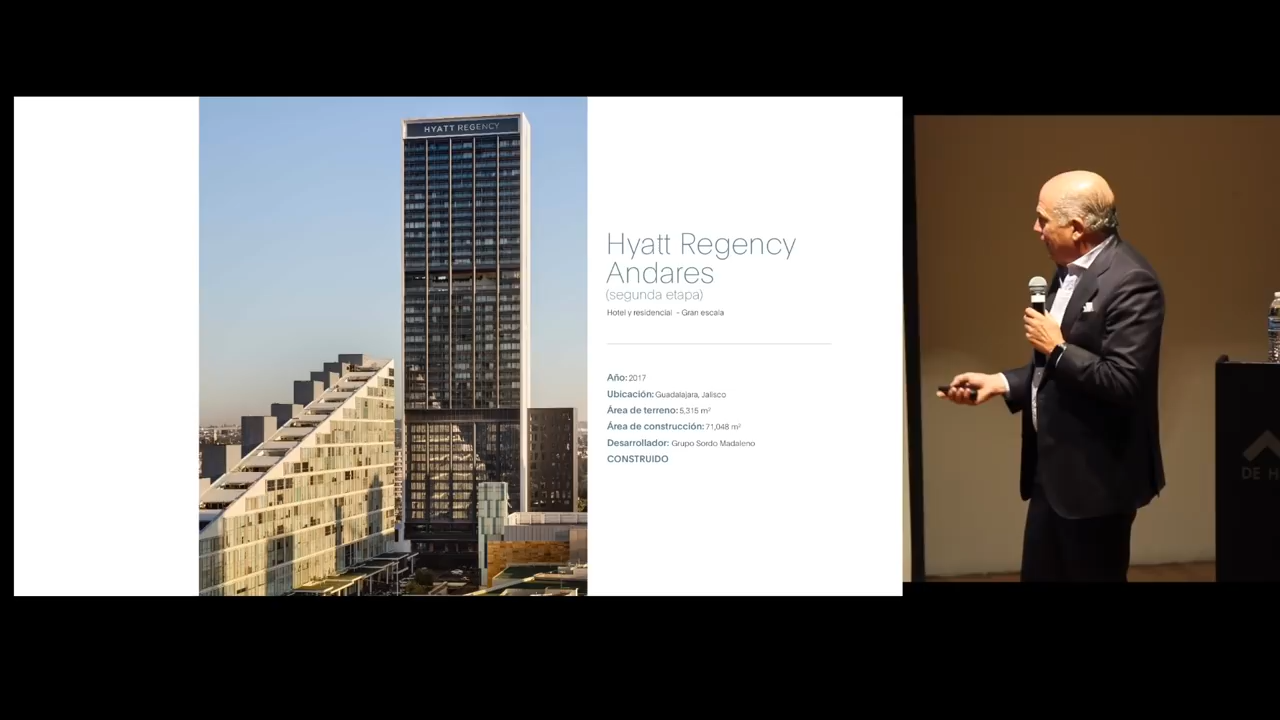 HYATT REGENCY
Hyatt Regency
Andares
(segunda etapa)
Hotel y residencial - Gran escala
Año: 2017
Ubicación: Guadalajara, Jalisco
Área de terreno: 5,315 m²
Área de construcción: 71,048 m²
Desarrollador: Grupo Sordo Madaleno
CONSTRUIDO
DE H